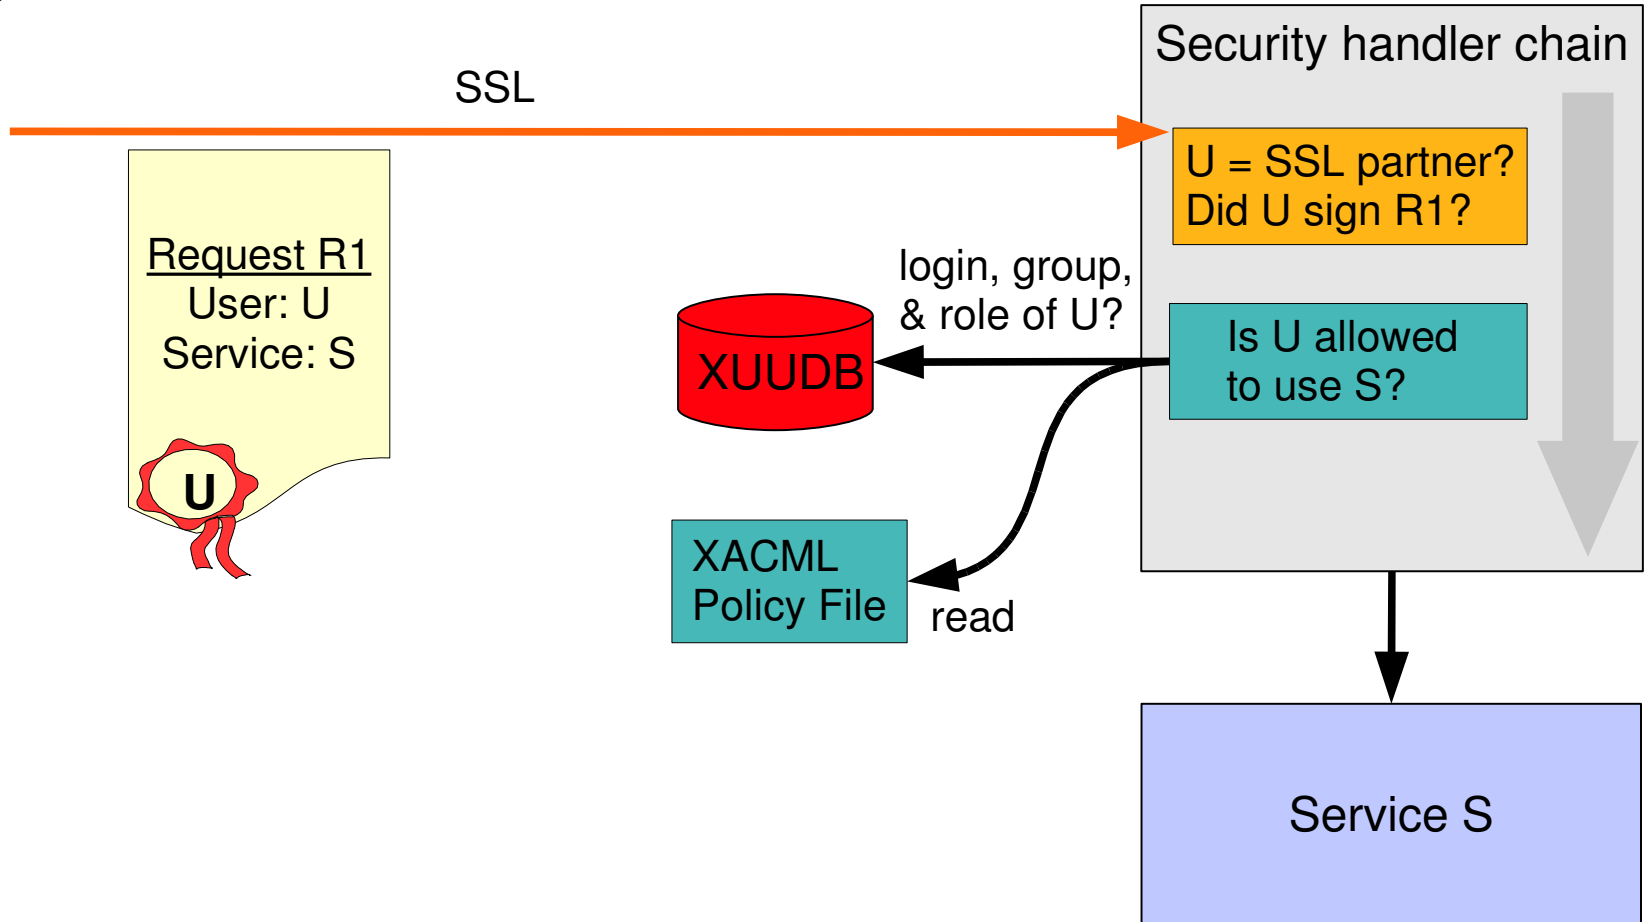 Security handler chain
SSL
U = SSL partner?
Did U sign R1?
Request R1
User: U
Service: S
U
login, group,
& role of U?
XUUDB
Is U allowed
to use S?
XACML
Policy File
read
Service S